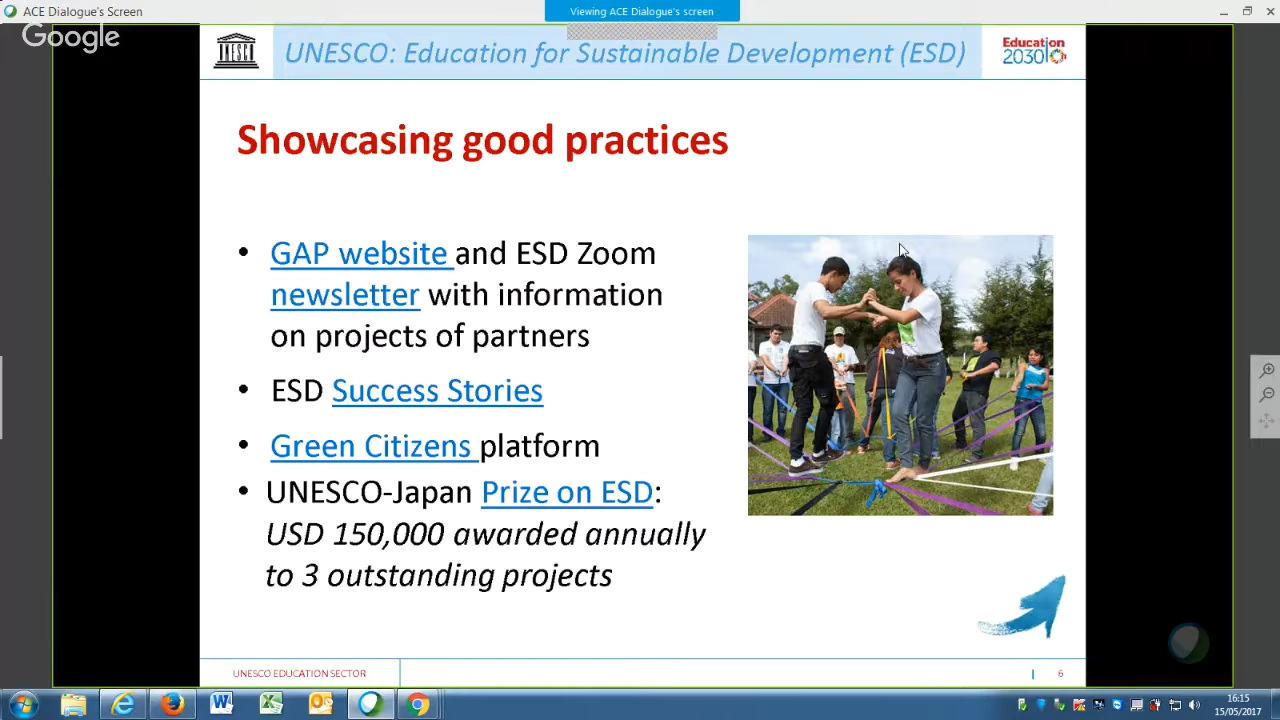 ACE Dialogue's Screen
Viewing ACE Dialogue's screen
Google
UNESCO
UNESCO: Education for Sustainable Development (ESD)
Education
2030
Showcasing good practices
• GAP website and ESD Zoom
newsletter with information
on projects of partners
• ESD Success Stories
• Green Citizens platform
• UNESCO-Japan Prize on ESD:
USD 150,000 awarded annually
to 3 outstanding projects
UNESCO EDUCATION SECTOR
6
16:15
15/05/2017